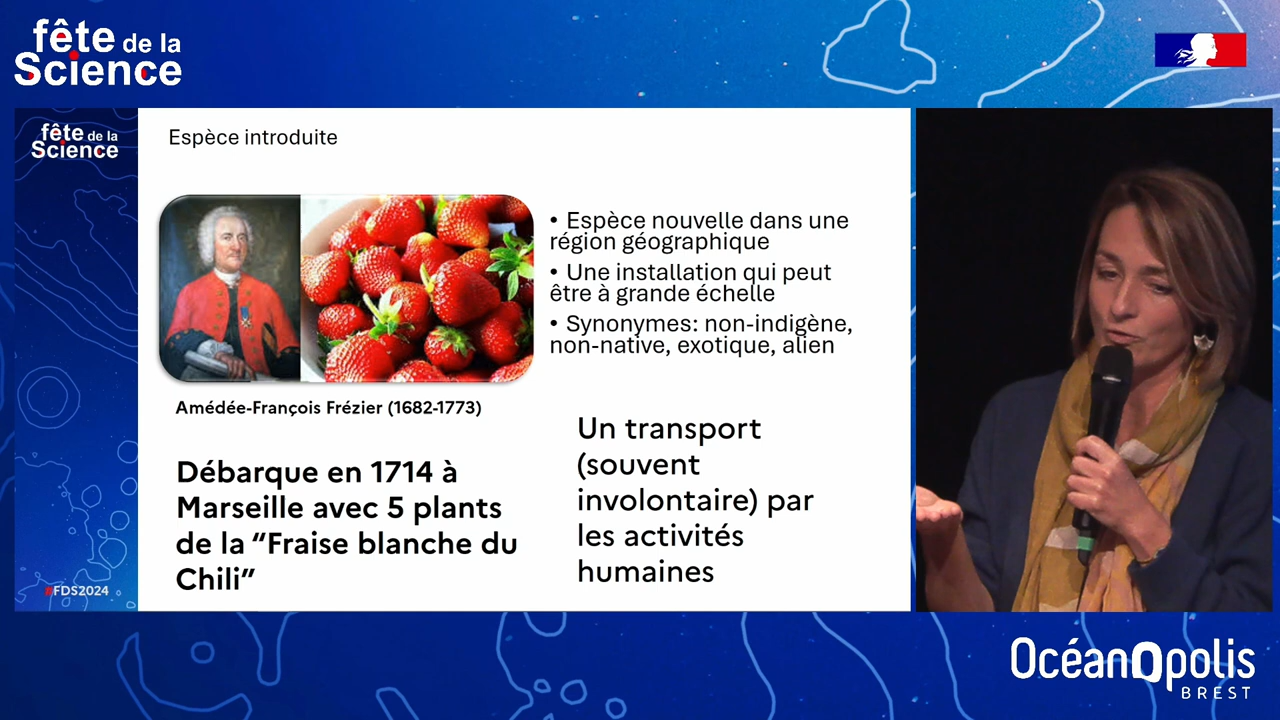 fête de la
Science
fête de la
Science
Espèce introduite
• Espèce nouvelle dans une
région géographique
• Une installation qui peut
être à grande échelle
• Synonymes: non-indigène,
non-native, exotique, alien
Amédée-François Frézier (1682-1773)
Débarque en 1714 à
Marseille avec 5 plants
de la “Fraise blanche du
Chili”
Un transport
(souvent
involontaire) par
les activités
humaines
#FDS2024
OcéanOpolis
BREST